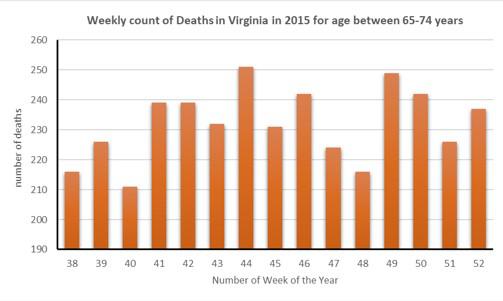 Weekly count of Deaths in Virginia in 2015 for age between 65-74 years
number of deaths
260
250
240
230
220
210
200
190
38 39 40 41 42 43 44 45 46 47 48 49 50 51 52
Number of Week of the Year